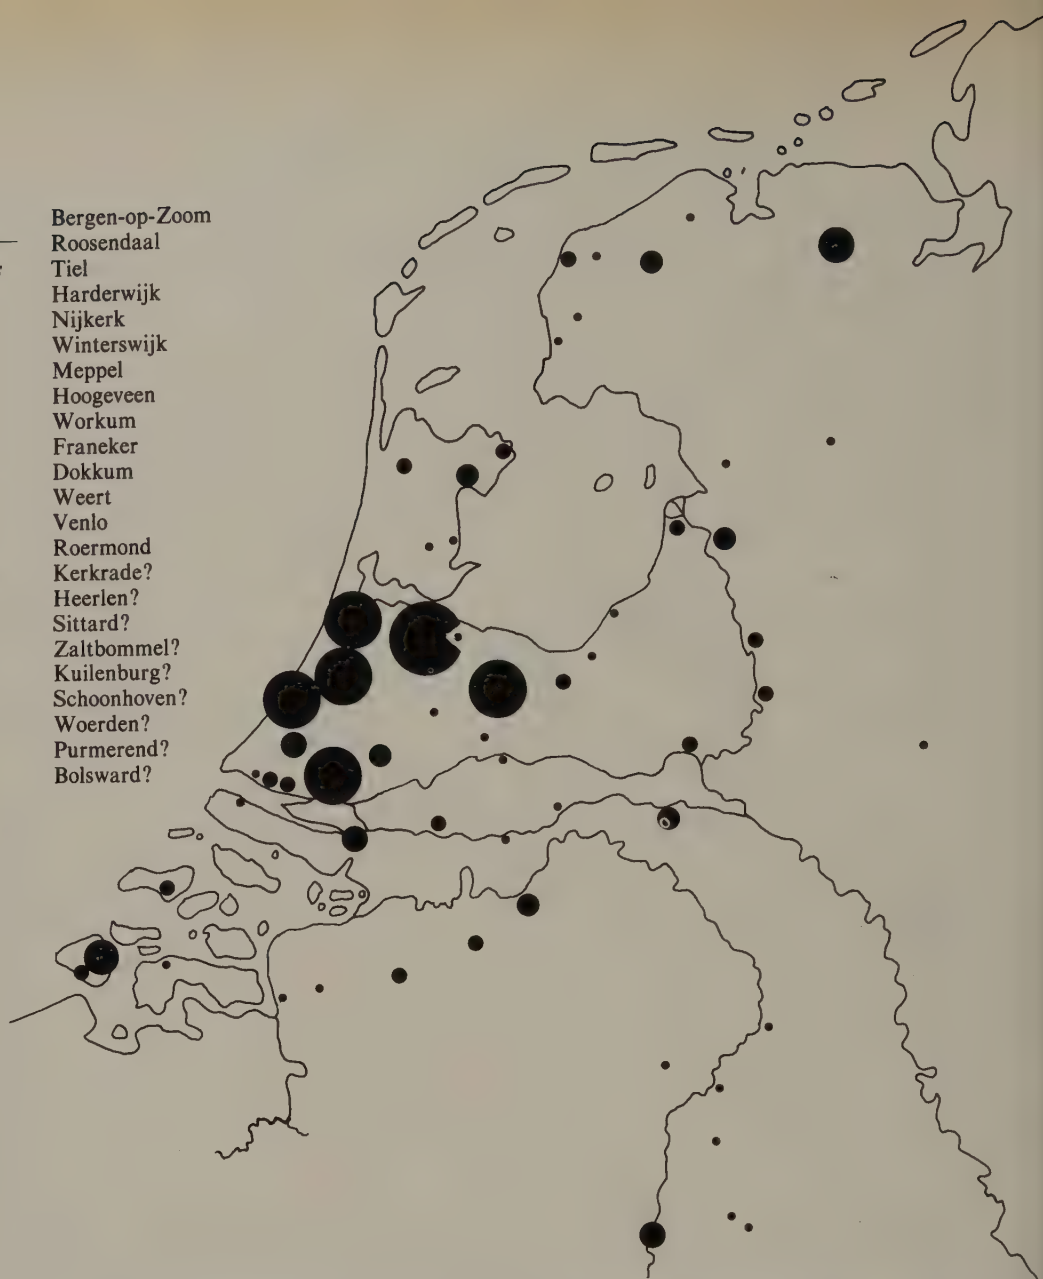 Bergen-op-Zoom
Roosendaal
Tiel
Harderwijk
Nijkerk
Winterswijk
Meppel
Hoogeveen
Workum
Franeker
Dokkum
Weert
Venlo
Roermond
Kerkrade?
Heerlen?
Sittard?
Zaltbommel?
Kuilenburg?
Schoonhoven?
Woerden?
Purmerend?
Bolsward?